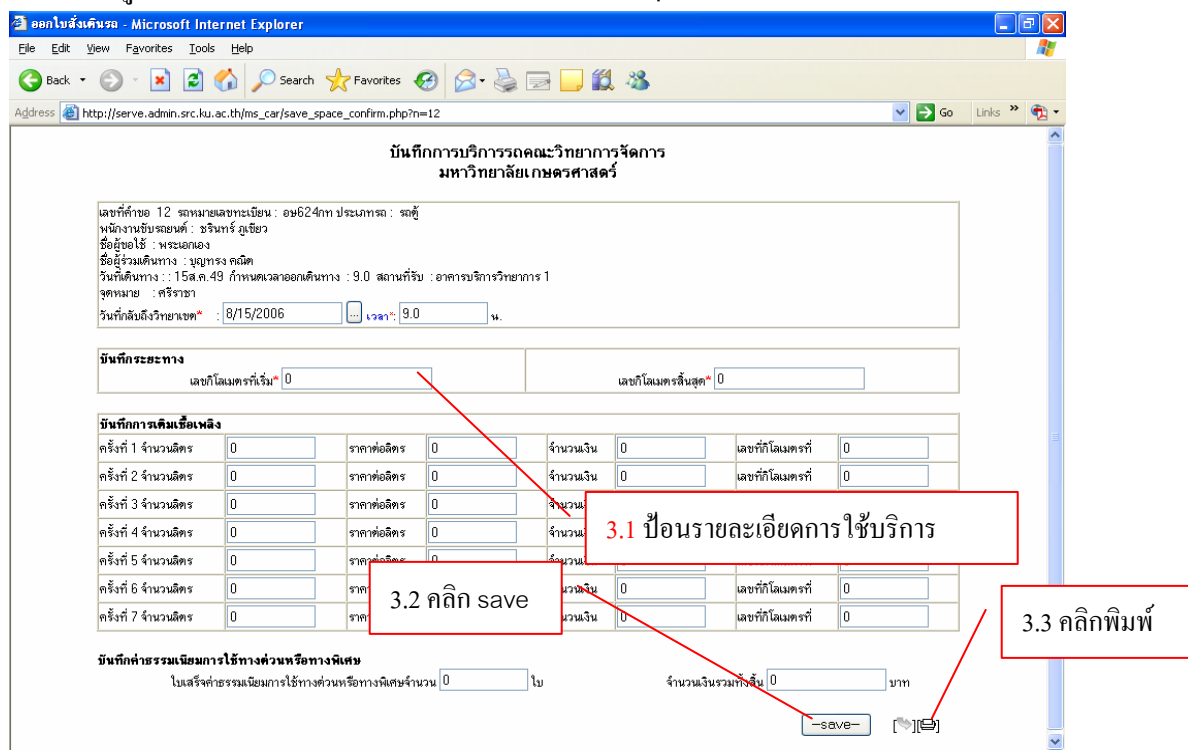 ออกใบสั่งเดินรถ - Microsoft Internet Explorer
File Edit View Favorites Tools Help
Back Search Favorites
Address http://serve.admin.src.ku.ac.th/ms_car/save_space_confirm.php?n=12 Go Links »
บันทึกการบริการรถคณะวิทยาการจัดการ
มหาวิทยาลัยเกษตรศาสตร์
เลขที่คำขอ 12 รถหมายเลขทะเบียน : อษ624กท ประเภทรถ : รถตู้
พนักงานขับรถยนต์ : ชรินทร์ ภูเขียว
ชื่อผู้ขอใช้ : พระเอกเอง
ชื่อผู้ร่วมเดินทาง : บุญทรง คณิต
วันที่เดินทาง : : 15ส.ค.49 กำหนดเวลาออกเดินทาง : 9.0 สถานที่รับ : อาคารบริการวิทยาการ 1
จุดหมาย : ศรีราชา
วันที่กลับถึงวิทยาเขต* : 8/15/2006 ... เวลา*: 9.0 น.
บันทึกระยะทาง
เลขกิโลเมตรที่เริ่ม* 0 เลขกิโลเมตรสิ้นสุด* 0
บันทึกการเติมเชื้อเพลิง
ครั้งที่ 1 จำนวนลิตร 0 ราคาต่อลิตร 0 จำนวนเงิน 0 เลขที่กิโลเมตรที่ 0
ครั้งที่ 2 จำนวนลิตร 0 ราคาต่อลิตร 0 จำนวนเงิน 0 เลขที่กิโลเมตรที่ 0
ครั้งที่ 3 จำนวนลิตร 0 ราคาต่อลิตร 0
3.1 ป้อนรายละเอียดการใช้บริการ
ครั้งที่ 4 จำนวนลิตร 0 ราคาต่อลิตร 0
ครั้งที่ 5 จำนวนลิตร 0 ราคาต่อลิตร 0
3.2 คลิก save
ครั้งที่ 6 จำนวนลิตร 0 0 เลขที่กิโลเมตรที่ 0
ครั้งที่ 7 จำนวนลิตร 0 0 เลขที่กิโลเมตรที่ 0
3.3 คลิกพิมพ์
บันทึกค่าธรรมเนียมการใช้ทางด่วนหรือทางพิเศษ
ใบเสร็จค่าธรรมเนียมการใช้ทางด่วนหรือทางพิเศษจำนวน 0 ใบ จำนวนเงินรวมทั้งสิ้น 0 บาท
–save–